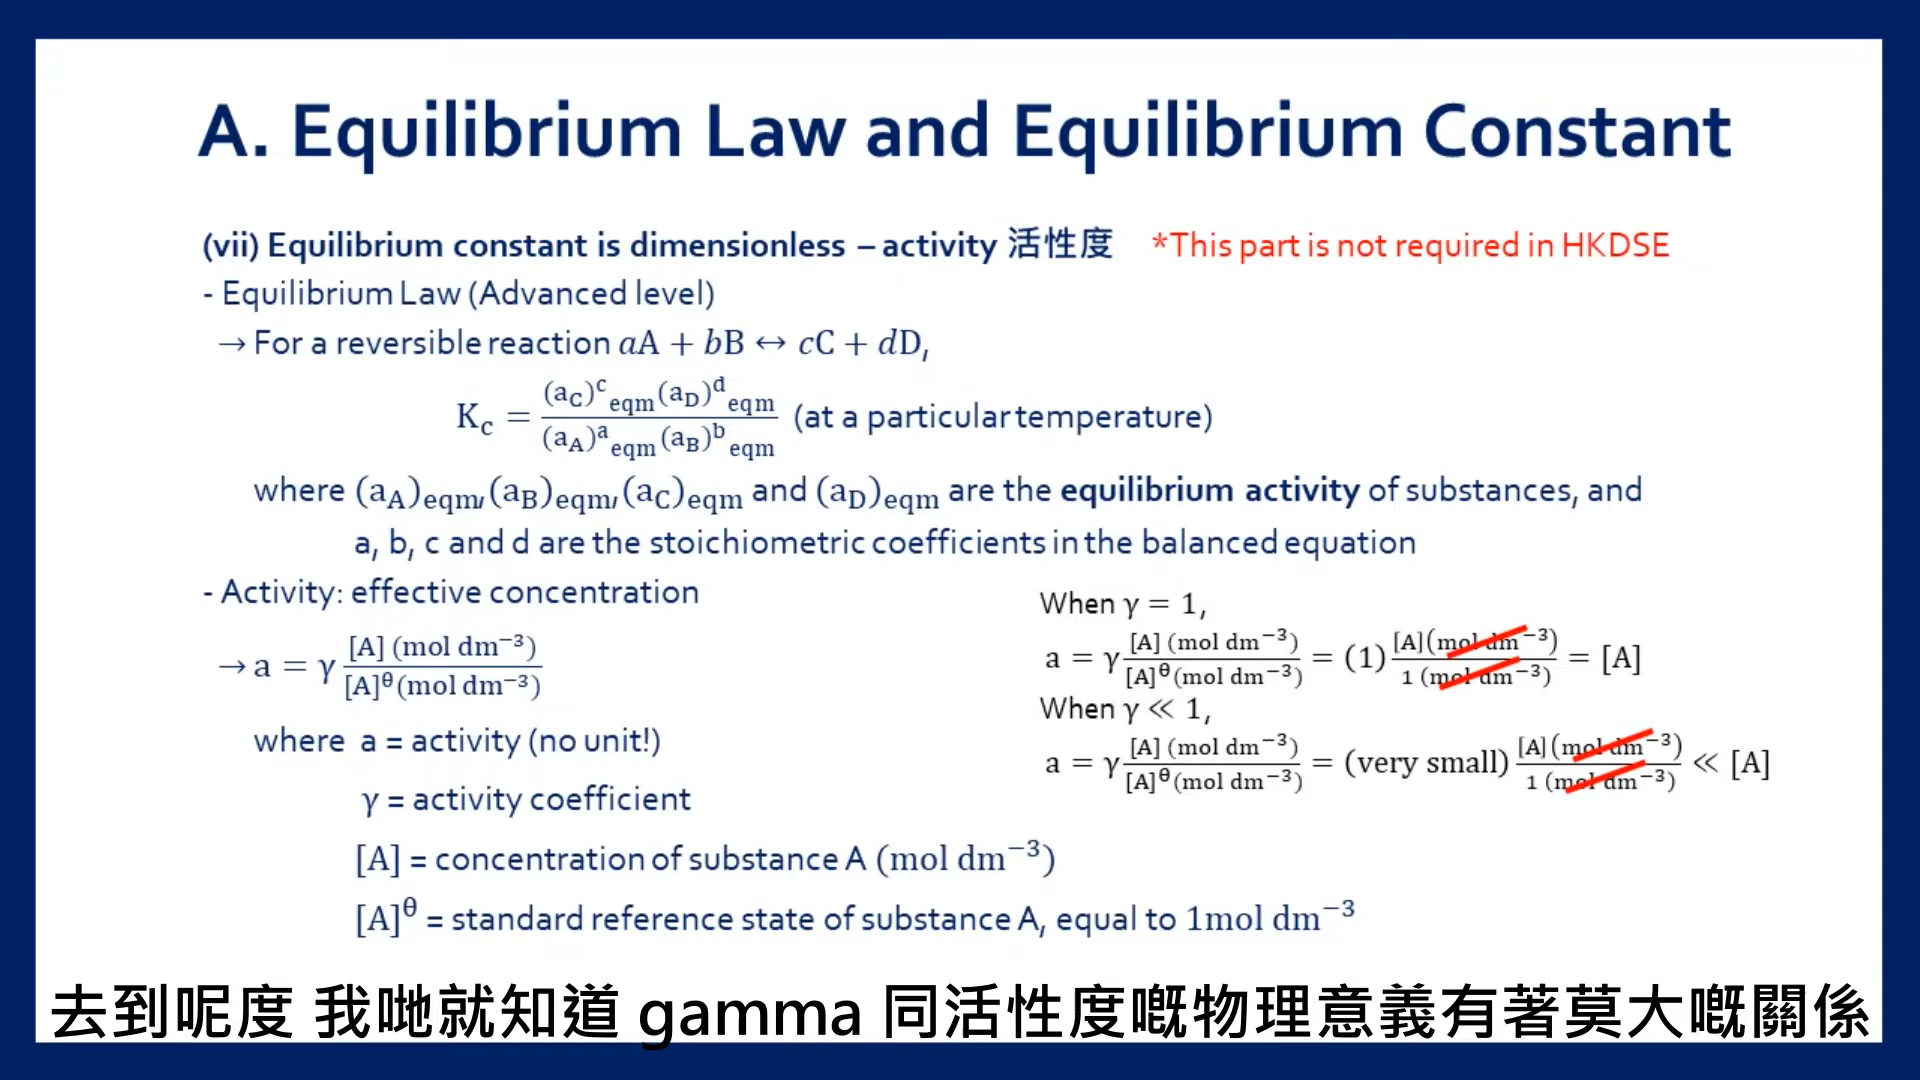 A. Equilibrium Law and Equilibrium Constant
(vii) Equilibrium constant is dimensionless – activity 活性度 *This part is not required in HKDSE
- Equilibrium Law (Advanced level)
→ For a reversible reaction aA + bB ↔ cC + dD,
K_c = (a_C)^c_eqm (a_D)^d_eqm / (a_A)^a_eqm (a_B)^b_eqm (at a particular temperature)
where (a_A)_eqm, (a_B)_eqm, (a_C)_eqm and (a_D)_eqm are the equilibrium activity of substances, and
a, b, c and d are the stoichiometric coefficients in the balanced equation
- Activity: effective concentration
→ a = γ [A] (mol dm⁻³) / [A]^θ (mol dm⁻³)
where a = activity (no unit!)
γ = activity coefficient
[A] = concentration of substance A (mol dm⁻³)
[A]^θ = standard reference state of substance A, equal to 1mol dm⁻³
When γ = 1,
a = γ [A] (mol dm⁻³) / [A]^θ (mol dm⁻³) = (1) [A](mol dm⁻³) / 1 (mol dm⁻³) = [A]
When γ ≪ 1,
a = γ [A] (mol dm⁻³) / [A]^θ (mol dm⁻³) = (very small) [A](mol dm⁻³) / 1 (mol dm⁻³) ≪ [A]
去到呢度 我哋就知道 gamma 同活性度嘅物理意義有著莫大嘅關係